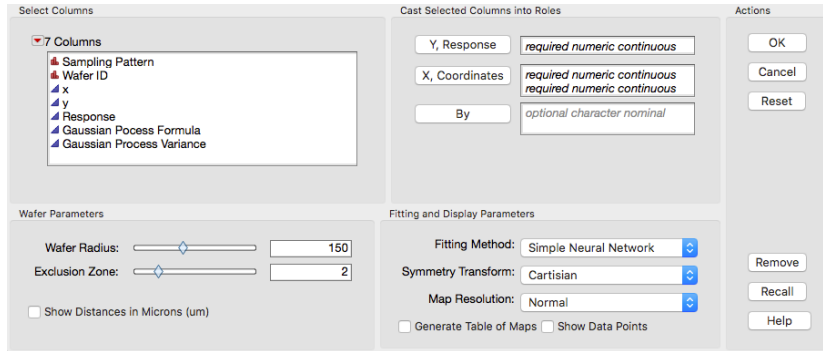 Select Columns
7 Columns
Sampling Pattern
Wafer ID
x
y
Response
Gaussian Pocess Formula
Gaussian Process Variance
Cast Selected Columns into Roles
Y, Response
required numeric continuous
X, Coordinates
required numeric continuous
required numeric continuous
By
optional character nominal
Actions
OK
Cancel
Reset
Wafer Parameters
Wafer Radius:
150
Exclusion Zone:
2
Show Distances in Microns (um)
Fitting and Display Parameters
Fitting Method:
Simple Neural Network
Symmetry Transform:
Cartisian
Map Resolution:
Normal
Generate Table of Maps
Show Data Points
Remove
Recall
Help